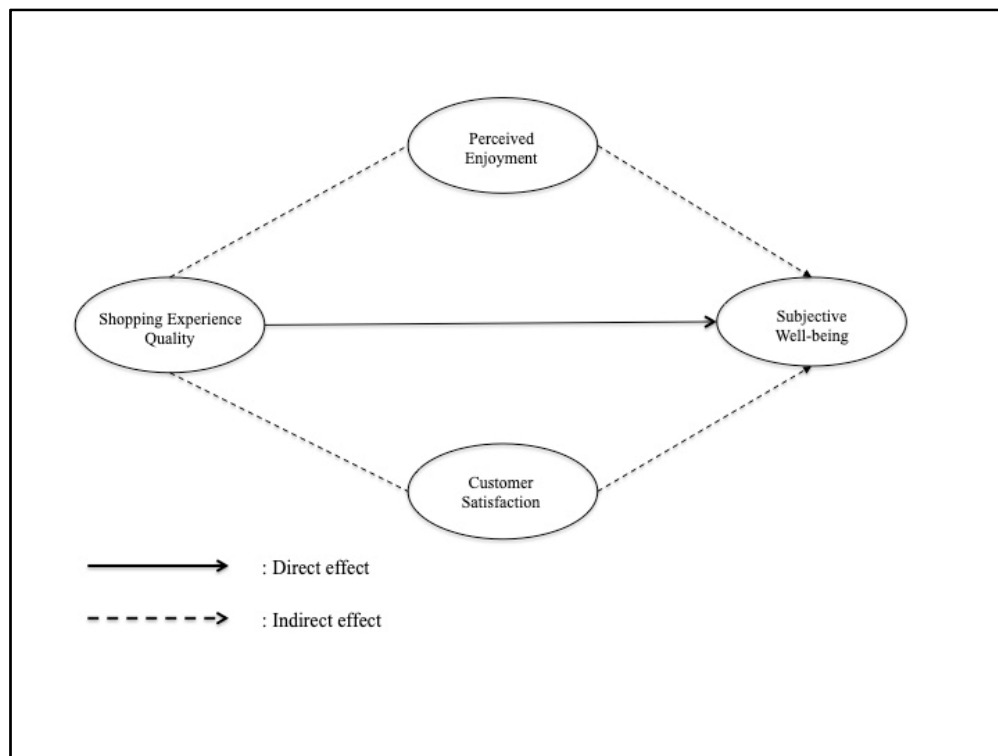 Perceived
Enjoyment
Shopping Experience
Quality
Subjective
Well-being
Customer
Satisfaction
: Direct effect
: Indirect effect